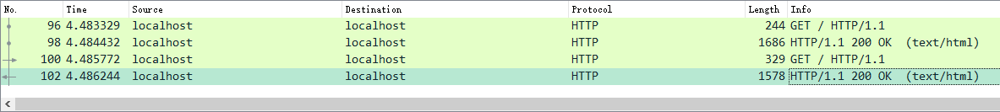 No. Time Source Destination Protocol Length Info
96 4.483329 localhost localhost HTTP 244 GET / HTTP/1.1
98 4.484432 localhost localhost HTTP 1686 HTTP/1.1 200 OK (text/html)
100 4.485772 localhost localhost HTTP 329 GET / HTTP/1.1
102 4.486244 localhost localhost HTTP 1578 HTTP/1.1 200 OK (text/html)